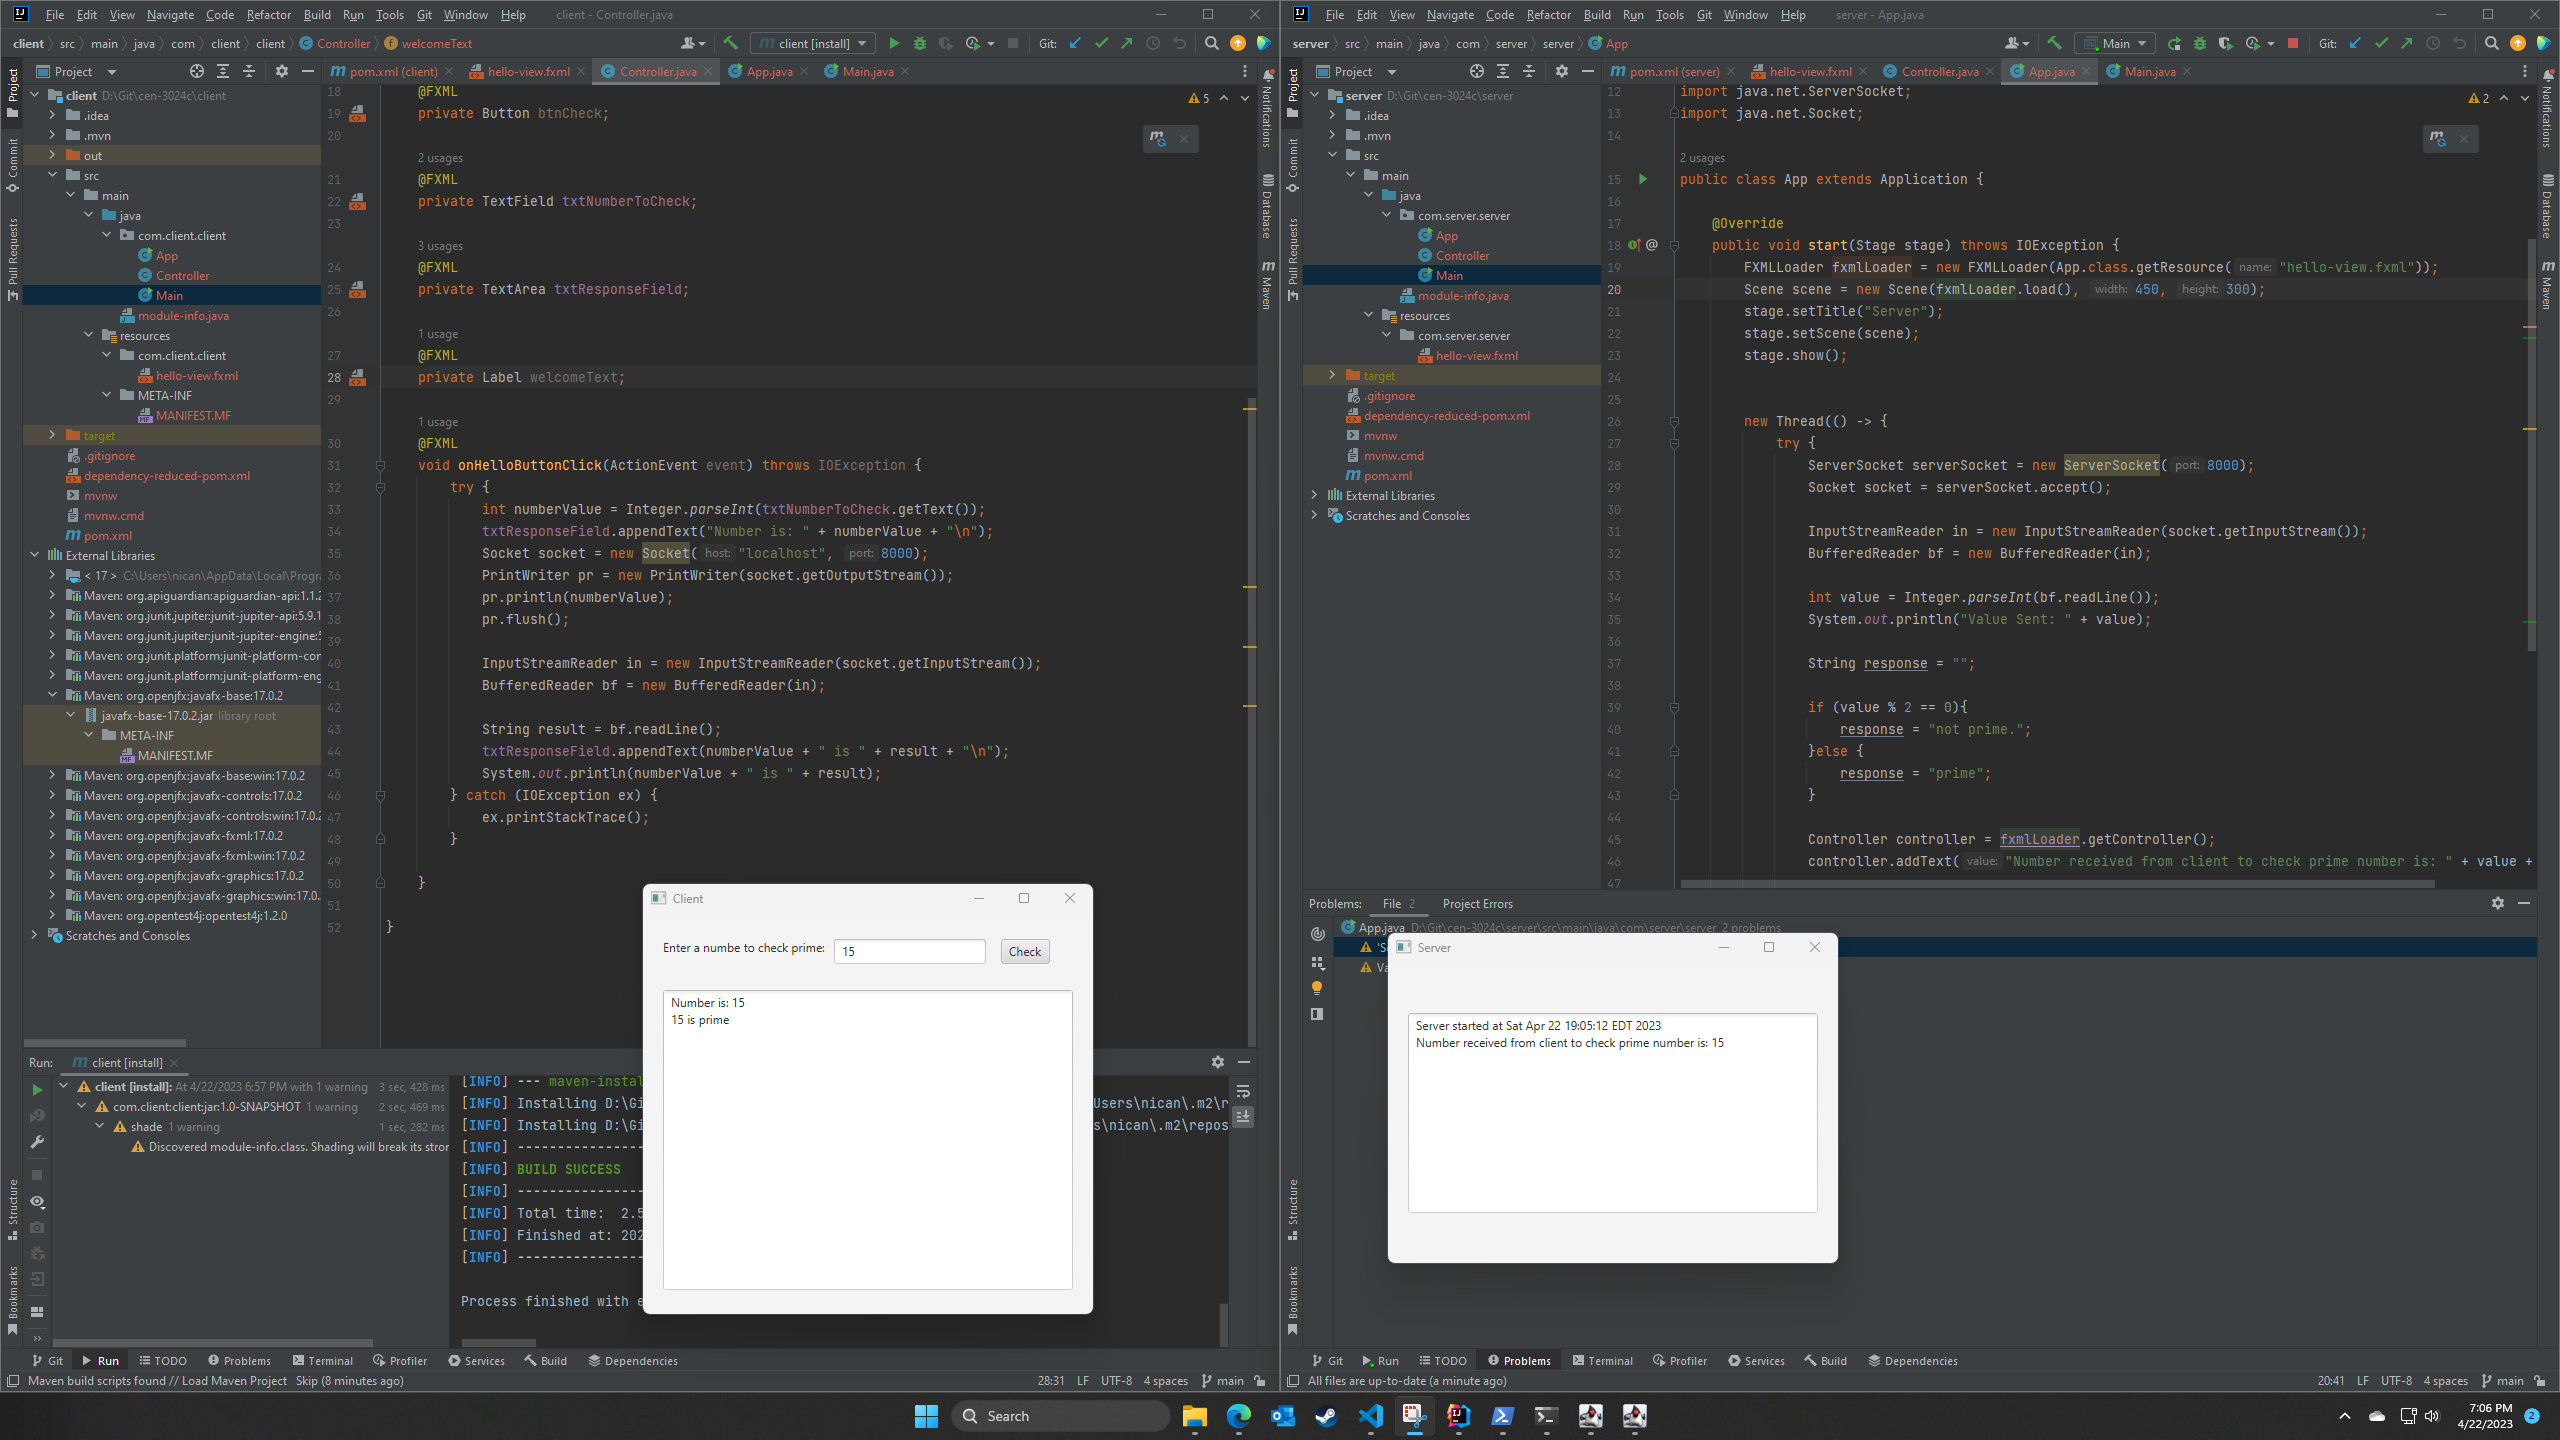 File Edit View Navigate Code Refactor Build Run Tools Git Window Help client - Controller.java
client src main java com client client Controller welcomeText
client [install] Git:
Project
pom.xml (client) hello-view.fxml Controller.java App.java Main.java
client D:\Git\cen-3024c\client
.idea
.mvn
out
src
main
java
com.client.client
App
Controller
Main
module-info.java
resources
com.client.client
hello-view.fxml
META-INF
MANIFEST.MF
target
.gitignore
dependency-reduced-pom.xml
mvnw
mvnw.cmd
pom.xml
External Libraries
< 17 > C:\Users\nican\AppData\Local\Progra
Maven: org.apiguardian:apiguardian-api:1.1.2
Maven: org.junit.jupiter:junit-jupiter-api:5.9.1
Maven: org.junit.jupiter:junit-jupiter-engine:5
Maven: org.junit.platform:junit-platform-con
Maven: org.junit.platform:junit-platform-eng
Maven: org.openjfx:javafx-base:17.0.2
javafx-base-17.0.2.jar library root
META-INF
MANIFEST.MF
Maven: org.openjfx:javafx-base:win:17.0.2
Maven: org.openjfx:javafx-controls:17.0.2
Maven: org.openjfx:javafx-controls:win:17.0.2
Maven: org.openjfx:javafx-fxml:17.0.2
Maven: org.openjfx:javafx-fxml:win:17.0.2
Maven: org.openjfx:javafx-graphics:17.0.2
Maven: org.openjfx:javafx-graphics:win:17.0.
Maven: org.opentest4j:opentest4j:1.2.0
Scratches and Consoles
Project
Commit
Pull Requests
Structure
Bookmarks
Notifications
Database
Maven
5
18 @FXML
19 private Button btnCheck;
20
2 usages
21 @FXML
22 private TextField txtNumberToCheck;
23
3 usages
24 @FXML
25 private TextArea txtResponseField;
26
1 usage
27 @FXML
28 private Label welcomeText;
29
1 usage
30 @FXML
31 void onHelloButtonClick(ActionEvent event) throws IOException {
32 try {
33 int numberValue = Integer.parseInt(txtNumberToCheck.getText());
34 txtResponseField.appendText("Number is: " + numberValue + "\n");
35 Socket socket = new Socket( host: "localhost", port: 8000);
36 PrintWriter pr = new PrintWriter(socket.getOutputStream());
37 pr.println(numberValue);
38 pr.flush();
39
40 InputStreamReader in = new InputStreamReader(socket.getInputStream());
41 BufferedReader bf = new BufferedReader(in);
42
43 String result = bf.readLine();
44 txtResponseField.appendText(numberValue + " is " + result + "\n");
45 System.out.println(numberValue + " is " + result);
46 } catch (IOException ex) {
47 ex.printStackTrace();
48 }
49
50 }
51
52 }
Client
Enter a numbe to check prime: 15 Check
Number is: 15
15 is prime
Run: client [install]
client [install]: At 4/22/2023 6:57 PM with 1 warning 3 sec, 428 ms
com.client:client:jar:1.0-SNAPSHOT 1 warning 2 sec, 469 ms
shade 1 warning 1 sec, 282 ms
Discovered module-info.class. Shading will break its stron
[INFO] --- maven-instal
[INFO] Installing D:\Gi Users\nican\.m2\r
[INFO] Installing D:\Gi s\nican\.m2\repos
[INFO] ----------------
[INFO] BUILD SUCCESS
[INFO] ----------------
[INFO] Total time: 2.5
[INFO] Finished at: 202
[INFO] ----------------
Process finished with e
Git Run TODO Problems Terminal Profiler Services Build Dependencies
Maven build scripts found // Load Maven Project Skip (8 minutes ago) 28:31 LF UTF-8 4 spaces main
File Edit View Navigate Code Refactor Build Run Tools Git Window Help server - App.java
server src main java com server server App
Main Git:
Project
pom.xml (server) hello-view.fxml Controller.java App.java Main.java
server D:\Git\cen-3024c\server
.idea
.mvn
src
main
java
com.server.server
App
Controller
Main
module-info.java
resources
com.server.server
hello-view.fxml
target
.gitignore
dependency-reduced-pom.xml
mvnw
mvnw.cmd
pom.xml
External Libraries
Scratches and Consoles
Project
Commit
Pull Requests
Structure
Bookmarks
Notifications
Database
Maven
2
12 import java.net.ServerSocket;
13 import java.net.Socket;
14
2 usages
15 public class App extends Application {
16
17 @Override
18 @ public void start(Stage stage) throws IOException {
19 FXMLLoader fxmlLoader = new FXMLLoader(App.class.getResource( name: "hello-view.fxml"));
20 Scene scene = new Scene(fxmlLoader.load(), width: 450, height: 300);
21 stage.setTitle("Server");
22 stage.setScene(scene);
23 stage.show();
24
25
26 new Thread(() -> {
27 try {
28 ServerSocket serverSocket = new ServerSocket( port: 8000);
29 Socket socket = serverSocket.accept();
30
31 InputStreamReader in = new InputStreamReader(socket.getInputStream());
32 BufferedReader bf = new BufferedReader(in);
33
34 int value = Integer.parseInt(bf.readLine());
35 System.out.println("Value Sent: " + value);
36
37 String response = "";
38
39 if (value % 2 == 0){
40 response = "not prime.";
41 }else {
42 response = "prime";
43 }
44
45 Controller controller = fxmlLoader.getController();
46 controller.addText( value: "Number received from client to check prime number is: " + value +
47
Problems: File 2 Project Errors
App.java D:\Git\cen-3024c\server\src\main\java\com\server\server 2 problems
'S
Va
Server
Server started at Sat Apr 22 19:05:12 EDT 2023
Number received from client to check prime number is: 15
Git Run TODO Problems Terminal Profiler Services Build Dependencies
All files are up-to-date (a minute ago) 20:41 LF UTF-8 4 spaces main
Search
7:06 PM
4/22/2023
2